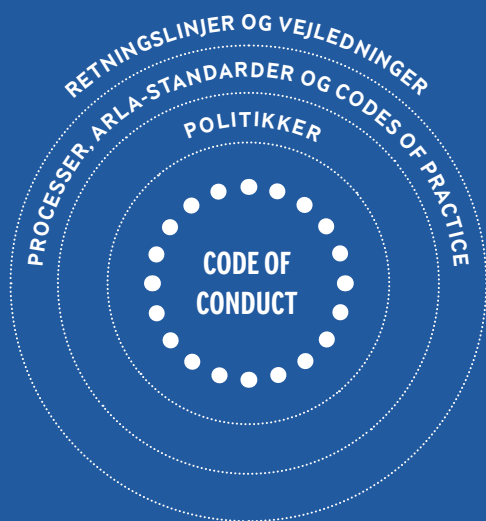 RETNINGSLINJER OG VEJLEDNINGER
PROCESSER, ARLA-STANDARDER OG CODES OF PRACTICE
POLITIKKER
CODE OF
CONDUCT